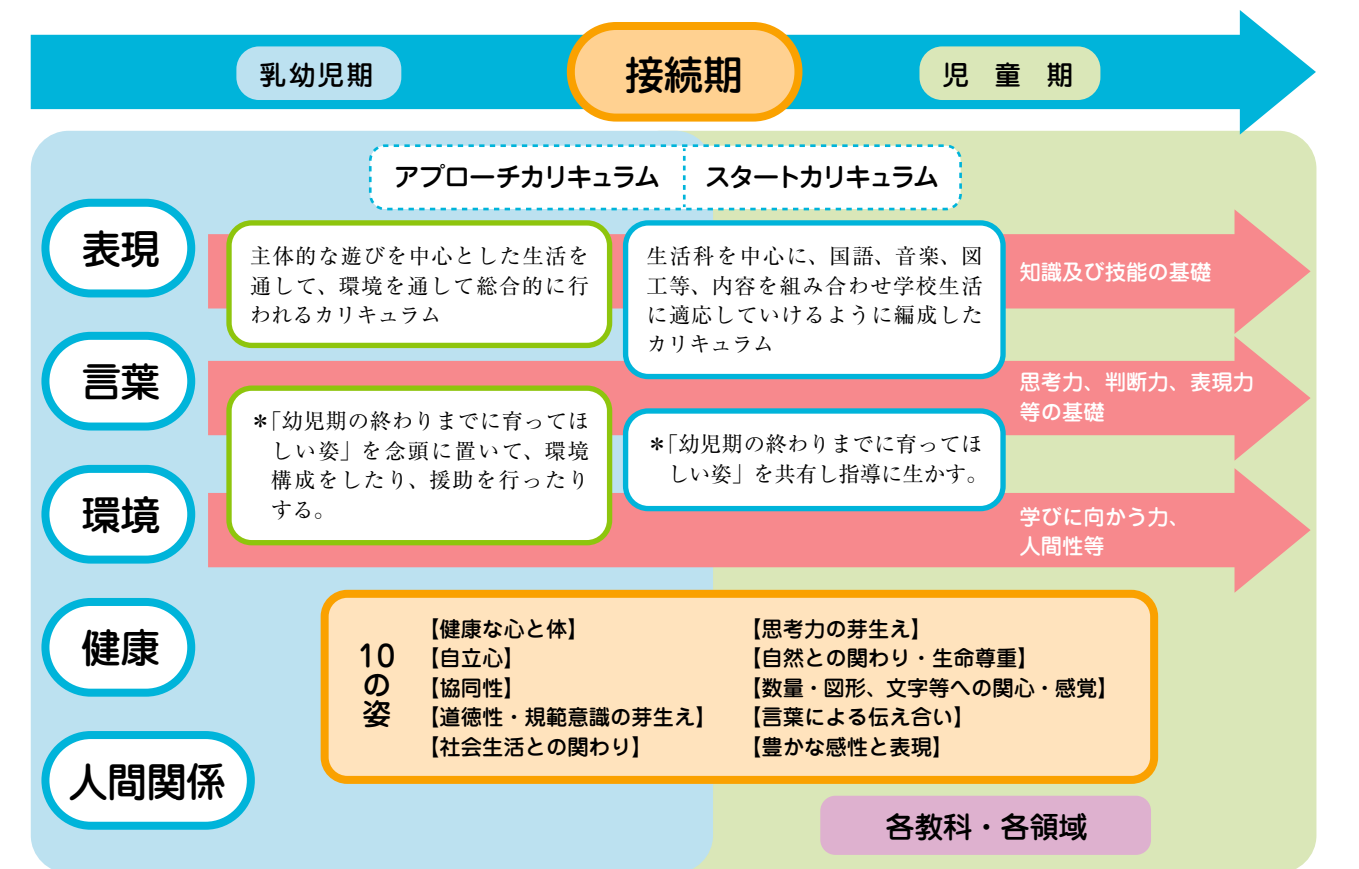 乳幼児期
接続期
児童期
アプローチカリキュラム
スタートカリキュラム
表現
主体的な遊びを中心とした生活を
通して、環境を通して総合的に行
われるカリキュラム
生活科を中心に、国語、音楽、図
工等、内容を組み合わせ学校生活
に適応していけるように編成した
カリキュラム
知識及び技能の基礎
言葉
思考力、判断力、表現力
等の基礎
*「幼児期の終わりまでに育ってほ
しい姿」を念頭に置いて、環境
構成をしたり、援助を行ったり
する。
*「幼児期の終わりまでに育ってほ
しい姿」を共有し指導に生かす。
環境
学びに向かう力、
人間性等
健康
10の姿
【健康な心と体】
【自立心】
【協同性】
【道徳性・規範意識の芽生え】
【社会生活との関わり】
【思考力の芽生え】
【自然との関わり・生命尊重】
【数量・図形、文字等への関心・感覚】
【言葉による伝え合い】
【豊かな感性と表現】
人間関係
各教科・各領域